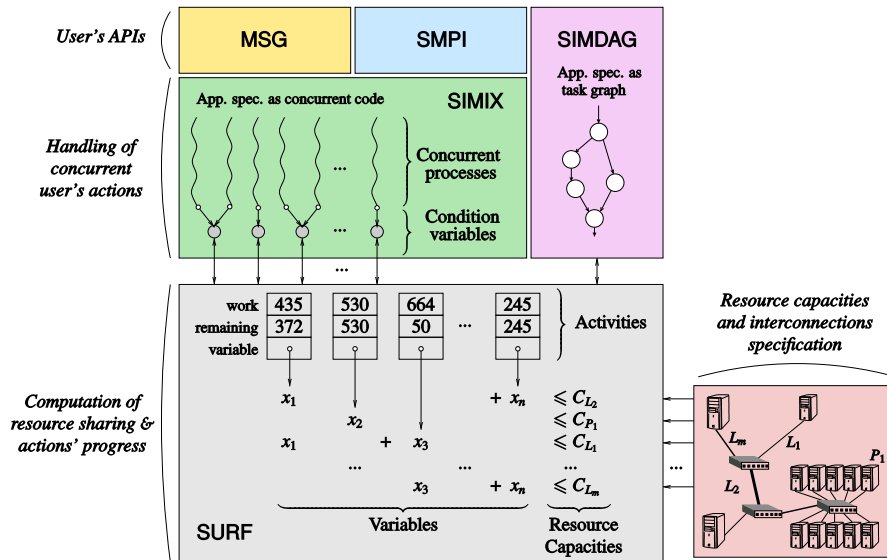 User's APIs
MSG
SMPI
SIMDAG
App. spec. as
task graph
App. spec. as concurrent code
SIMIX
Handling of
concurrent
user's actions
...
Concurrent
processes
...
Condition
variables
...
work 435 530 664 245
remaining 372 530 50 ... 245
variable
Activities
Resource capacities
and interconnections
specification
Computation of
resource sharing &
actions' progress
x1 + xn ⩽ CL2
x2 ⩽ CP1
x1 + x3 ⩽ CL1
... ... ... ...
x3 + xn ⩽ CLm
Lm
L1
P1
L2
SURF
Variables
Resource
Capacities